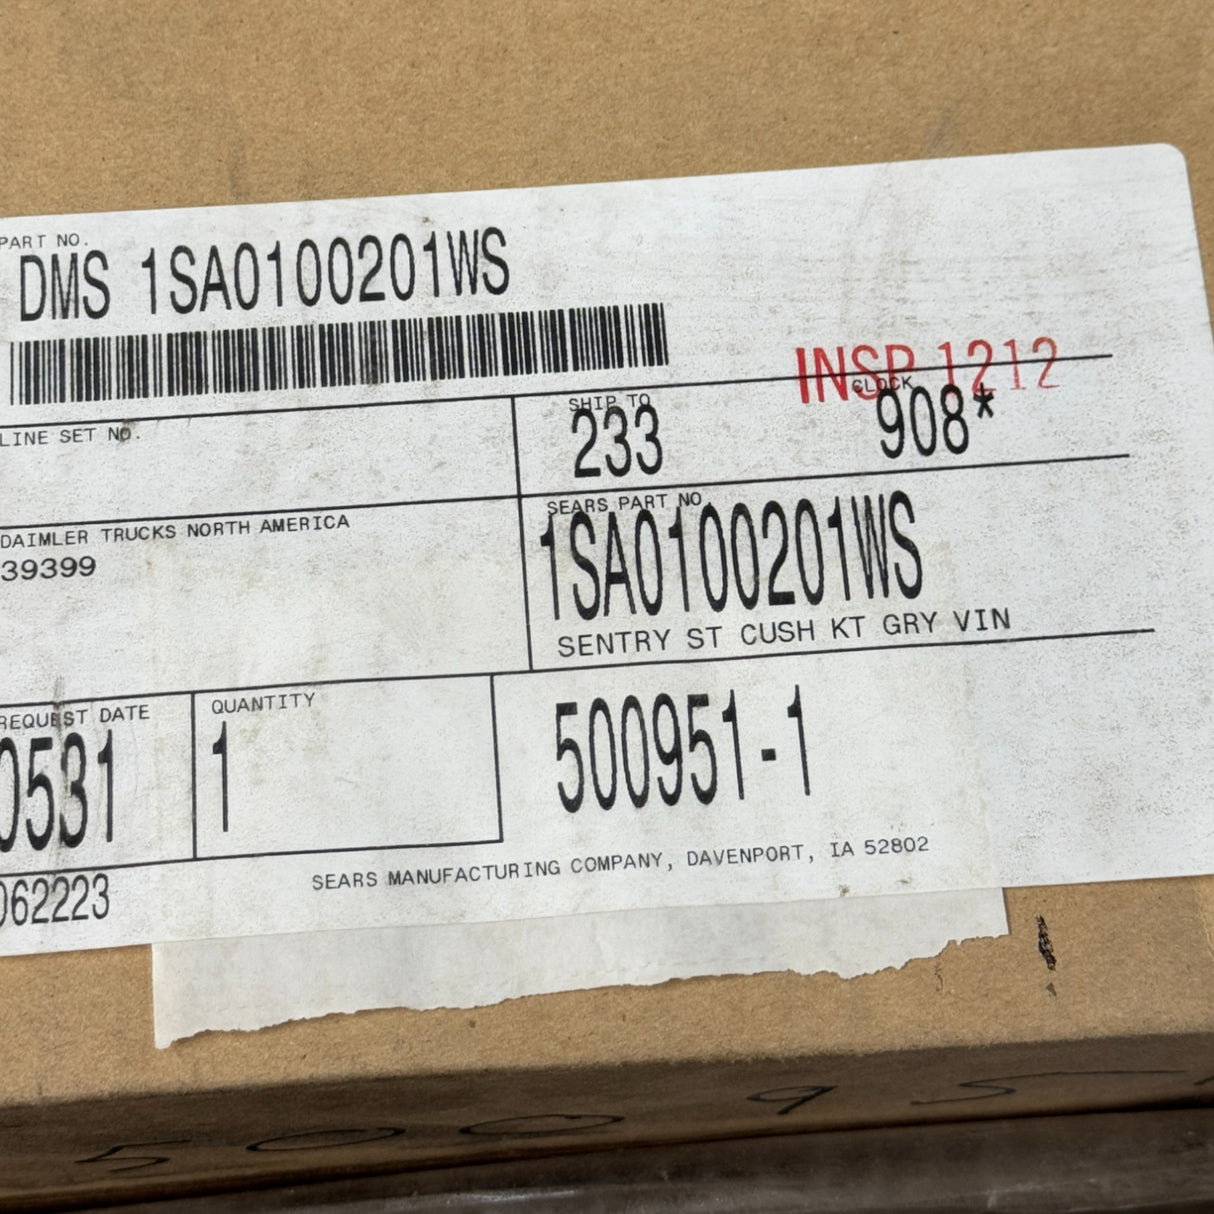 PART NO.
DMS 1SA0100201WS
INSP 1212
LINE SET NO.
SHIP TO
CLOCK
233
908*
DAIMLER TRUCKS NORTH AMERICA
39399
SEARS PART NO.
1SA0100201WS
SENTRY ST CUSH KT GRY VIN
REQUEST DATE
0531
QUANTITY
1
500951-1
SEARS MANUFACTURING COMPANY, DAVENPORT, IA 52802
062223
500 95